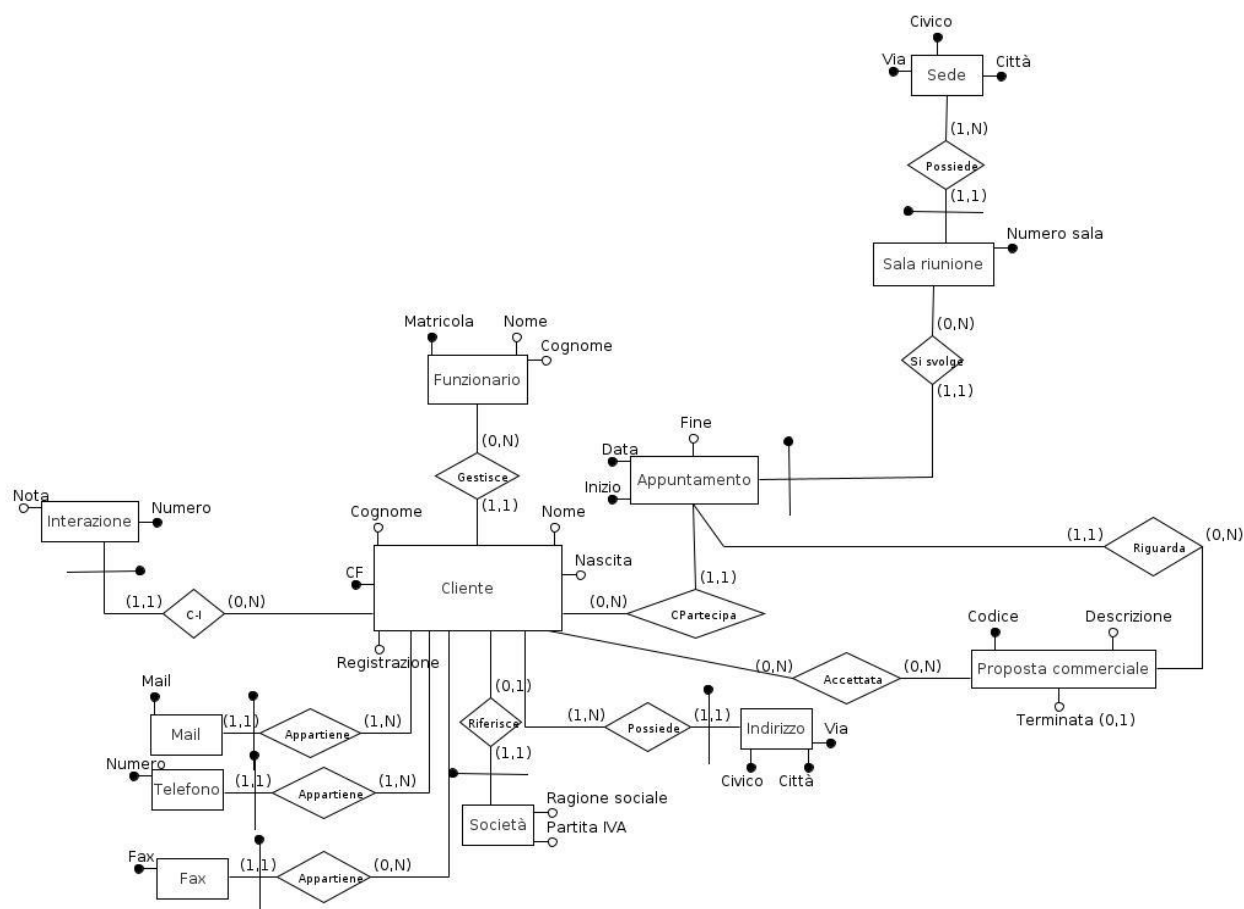 Civico
Via
Sede
Città
(1,N)
Possiede
(1,1)
Numero sala
Sala riunione
(0,N)
Si svolge
(1,1)
Matricola
Nome
Cognome
Funzionario
(0,N)
Gestisce
(1,1)
Fine
Data
Appuntamento
Inizio
Nota
Numero
Interazione
(1,1)
C-I
(0,N)
Cognome
Nome
Nascita
CF
Cliente
Registrazione
(1,1)
(0,N)
CPartecipa
(1,1)
Riguarda
(0,N)
Codice
Descrizione
Proposta commerciale
Terminata (0,1)
(0,N)
Accettata
(0,N)
Mail
Mail
(1,1)
Appartiene
(1,N)
Numero
Telefono
(1,1)
Appartiene
(1,N)
Fax
Fax
(1,1)
Appartiene
(0,N)
(0,1)
Riferisce
(1,1)
Ragione sociale
Partita IVA
Società
(1,N)
Possiede
(1,1)
Indirizzo
Via
Civico
Città